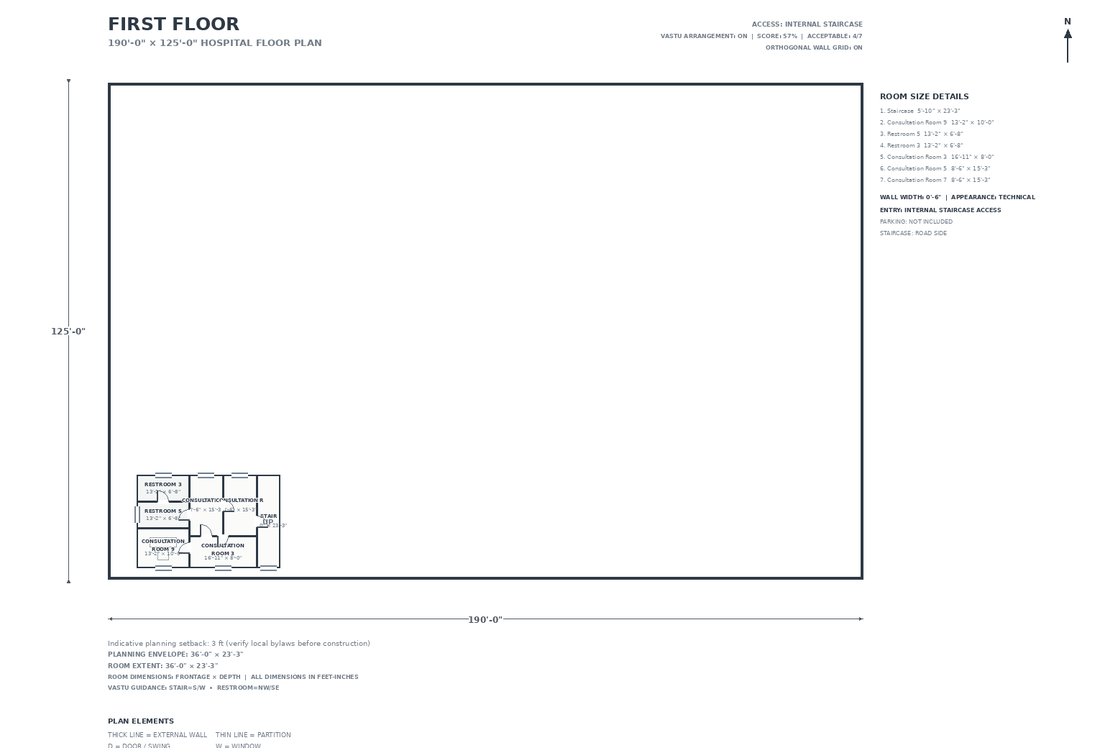 FIRST FLOOR
190'-0" × 125'-0" HOSPITAL FLOOR PLAN
ACCESS: INTERNAL STAIRCASE
VASTU ARRANGEMENT: ON | SCORE: 57% | ACCEPTABLE: 4/7
ORTHOGONAL WALL GRID: ON
N
ROOM SIZE DETAILS
1. Staircase 5'-10" × 23'-3"
2. Consultation Room 9 13'-2" × 10'-0"
3. Restroom 5 13'-2" × 6'-8"
4. Restroom 3 13'-2" × 6'-8"
5. Consultation Room 3 16'-11" × 8'-0"
6. Consultation Room 5 8'-6" × 15'-3"
7. Consultation Room 7 8'-6" × 15'-3"
WALL WIDTH: 0'-6" | APPEARANCE: TECHNICAL
ENTRY: INTERNAL STAIRCASE ACCESS
PARKING: NOT INCLUDED
STAIRCASE: ROAD SIDE
125'-0"
RESTROOM 3
13'-2" × 6'-8"
RESTROOM 5
13'-2" × 6'-8"
STAIR
UP
CONSULTATION
ROOM 9
13'-2" × 10'-0"
CONSULTATION
ROOM 3
16'-11" × 8'-0"
190'-0"
Indicative planning setback: 3 ft (verify local bylaws before construction)
PLANNING ENVELOPE: 36'-0" × 23'-3"
ROOM EXTENT: 36'-0" × 23'-3"
ROOM DIMENSIONS: FRONTAGE × DEPTH | ALL DIMENSIONS IN FEET-INCHES
VASTU GUIDANCE: STAIR=S/W • RESTROOM=NW/SE
PLAN ELEMENTS
THICK LINE = EXTERNAL WALL THIN LINE = PARTITION
D = DOOR / SWING W = WINDOW